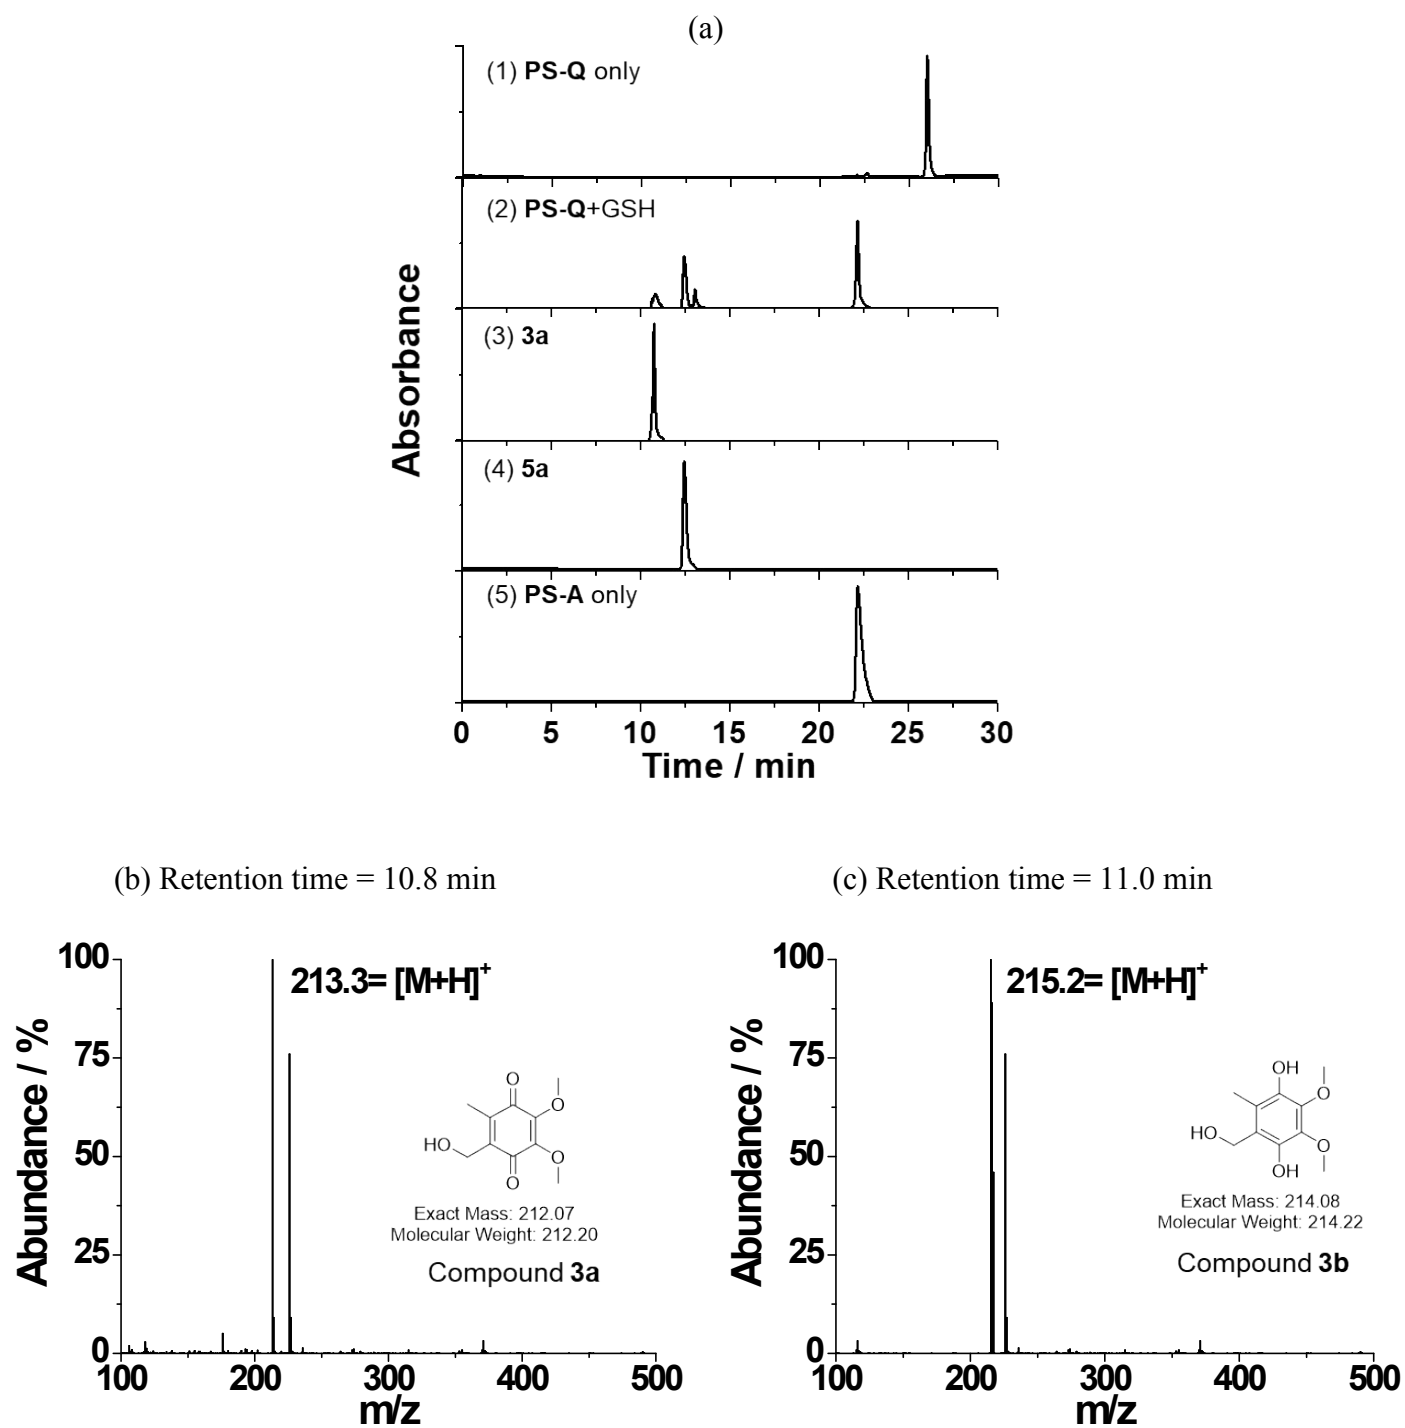 (a)
(1) PS-Q only
(2) PS-Q+GSH
(3) 3a
(4) 5a
(5) PS-A only
Absorbance
0 5 10 15 20 25 30
Time / min
(b) Retention time = 10.8 min
100
75
50
25
0
Abundance / %
213.3= [M+H]+
O
O
HO
O
O
Exact Mass: 212.07
Molecular Weight: 212.20
Compound 3a
100 200 300 400 500
m/z
(c) Retention time = 11.0 min
100
75
50
25
0
Abundance / %
215.2= [M+H]+
OH
O
HO
O
OH
Exact Mass: 214.08
Molecular Weight: 214.22
Compound 3b
100 200 300 400 500
m/z